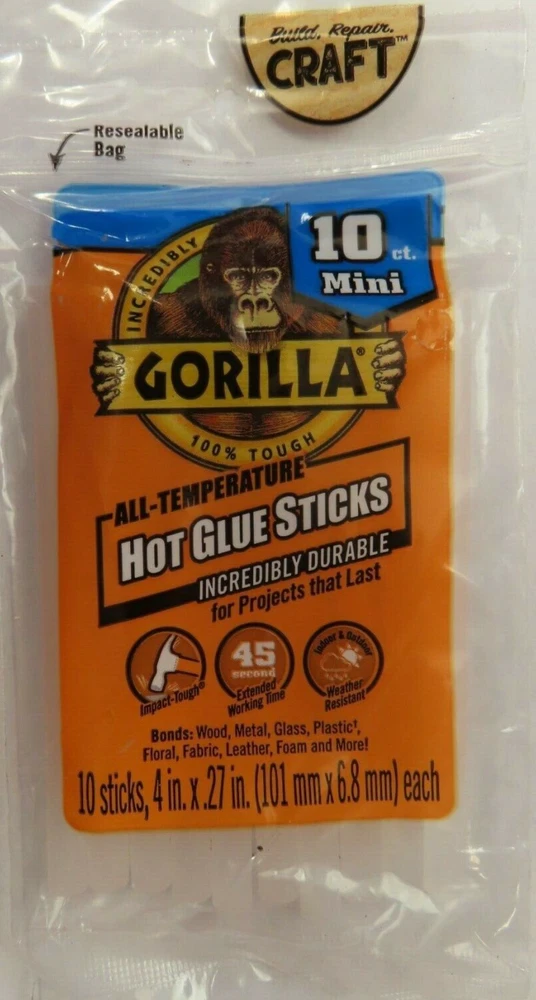 Build, Repair.
CRAFT™
Resealable
Bag
10 ct.
Mini
INCREDIBLY
GORILLA®
100% TOUGH
ALL-TEMPERATURE
HOT GLUE STICKS
INCREDIBLY DURABLE
for Projects that Last
Impact-Tough®
45
second
Extended
Working Time
Indoor & Outdoor
Weather
Resistant
Bonds: Wood, Metal, Glass, Plastic†,
Floral, Fabric, Leather, Foam and More!
10 sticks, 4 in. x .27 in. (101 mm x 6.8 mm) each